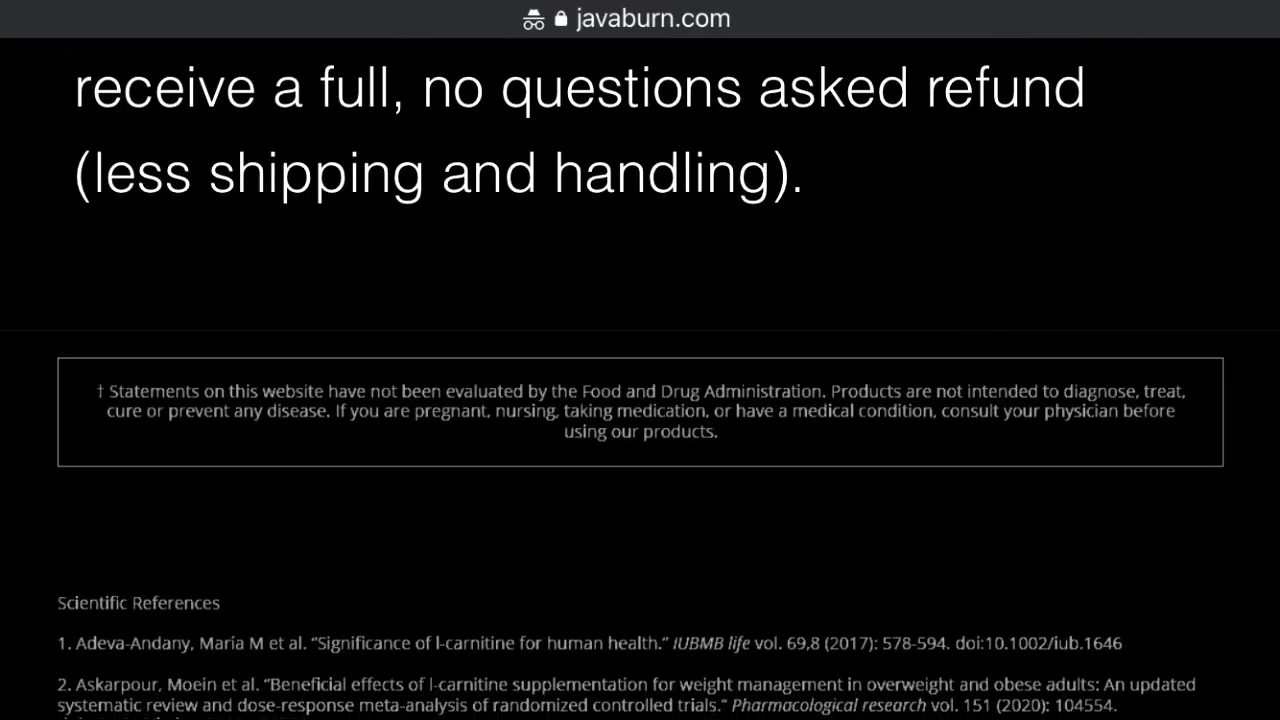 javaburn.com
receive a full, no questions asked refund
(less shipping and handling).
† Statements on this website have not been evaluated by the Food and Drug Administration. Products are not intended to diagnose, treat,
cure or prevent any disease. If you are pregnant, nursing, taking medication, or have a medical condition, consult your physician before
using our products.
Scientific References
1. Adeva-Andany, María M et al. “Significance of l-carnitine for human health.” IUBMB life vol. 69,8 (2017): 578-594. doi:10.1002/iub.1646
2. Askarpour, Moein et al. “Beneficial effects of l-carnitine supplementation for weight management in overweight and obese adults: An updated
systematic review and dose-response meta-analysis of randomized controlled trials.” Pharmacological research vol. 151 (2020): 104554.